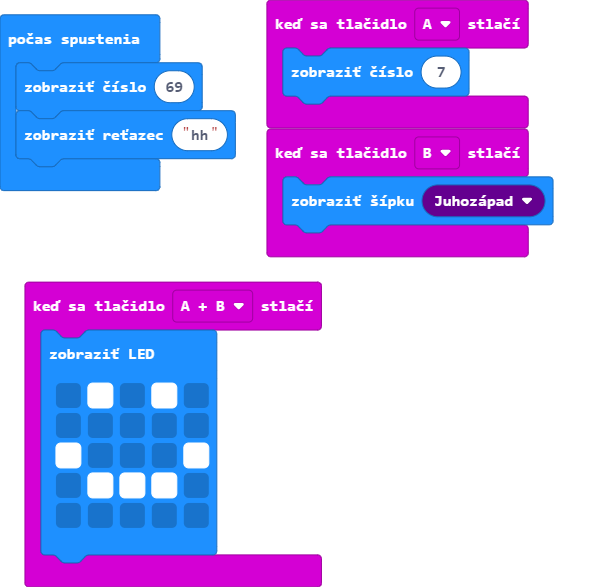 počas spustenia
zobraziť číslo 69
zobraziť reťazec "hh"
keď sa tlačidlo A stlačí
zobraziť číslo 7
keď sa tlačidlo B stlačí
zobraziť šípku Juhozápad
keď sa tlačidlo A + B stlačí
zobraziť LED